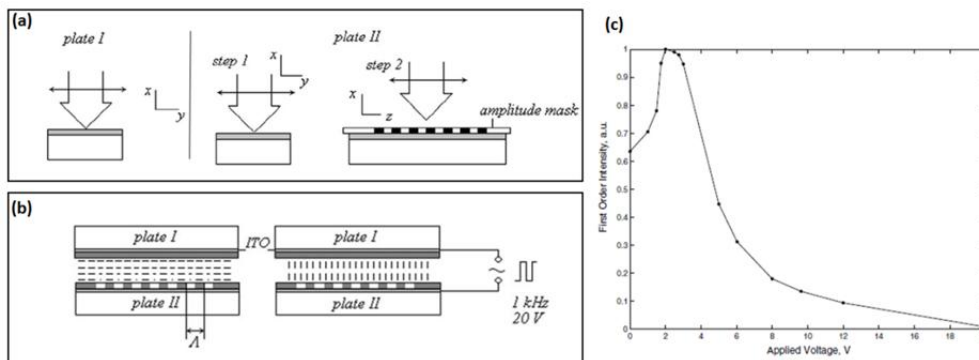 (a)
plate I
plate II
step 1
step 2
x
y
x
y
x
z
amplitude mask
(b)
plate I
ITO
plate I
plate II
plate II
Λ
1 kHz
20 V
(c)
First Order Intensity, a.u.
1
0.9
0.8
0.7
0.6
0.5
0.4
0.3
0.2
0.1
0
0 2 4 6 8 10 12 14 16 18
Applied Voltage, V